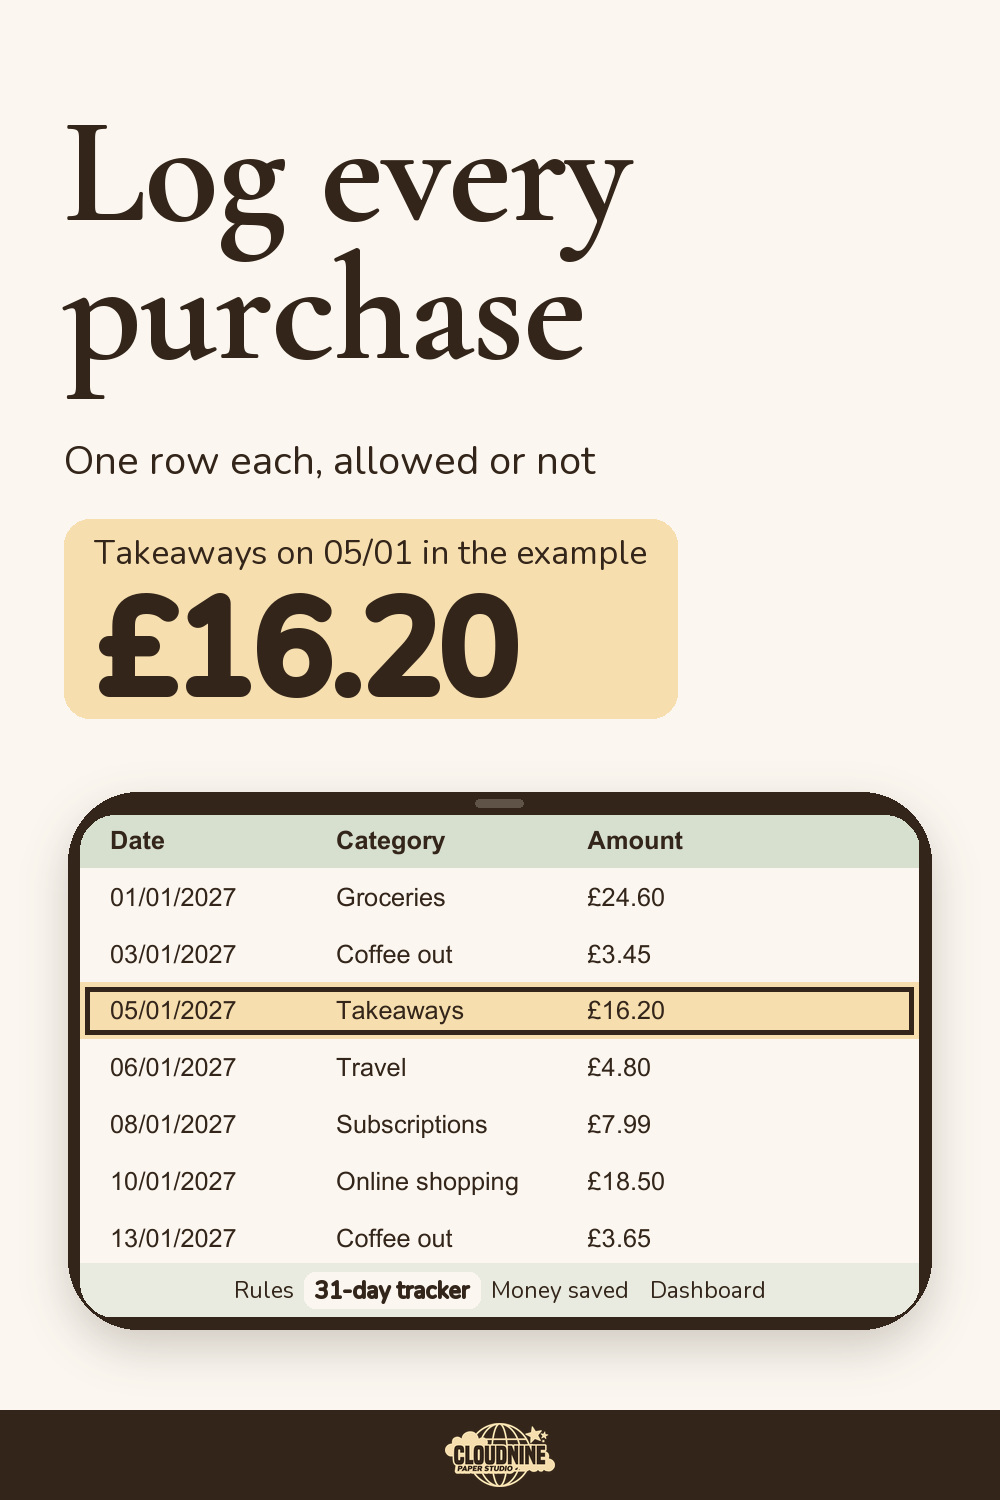 Log every
purchase
One row each, allowed or not
Takeaways on 05/01 in the example
£16.20
Date Category Amount
01/01/2027 Groceries £24.60
03/01/2027 Coffee out £3.45
05/01/2027 Takeaways £16.20
06/01/2027 Travel £4.80
08/01/2027 Subscriptions £7.99
10/01/2027 Online shopping £18.50
13/01/2027 Coffee out £3.65
Rules 31-day tracker Money saved Dashboard
CLOUDNINE
PAPER STUDIO